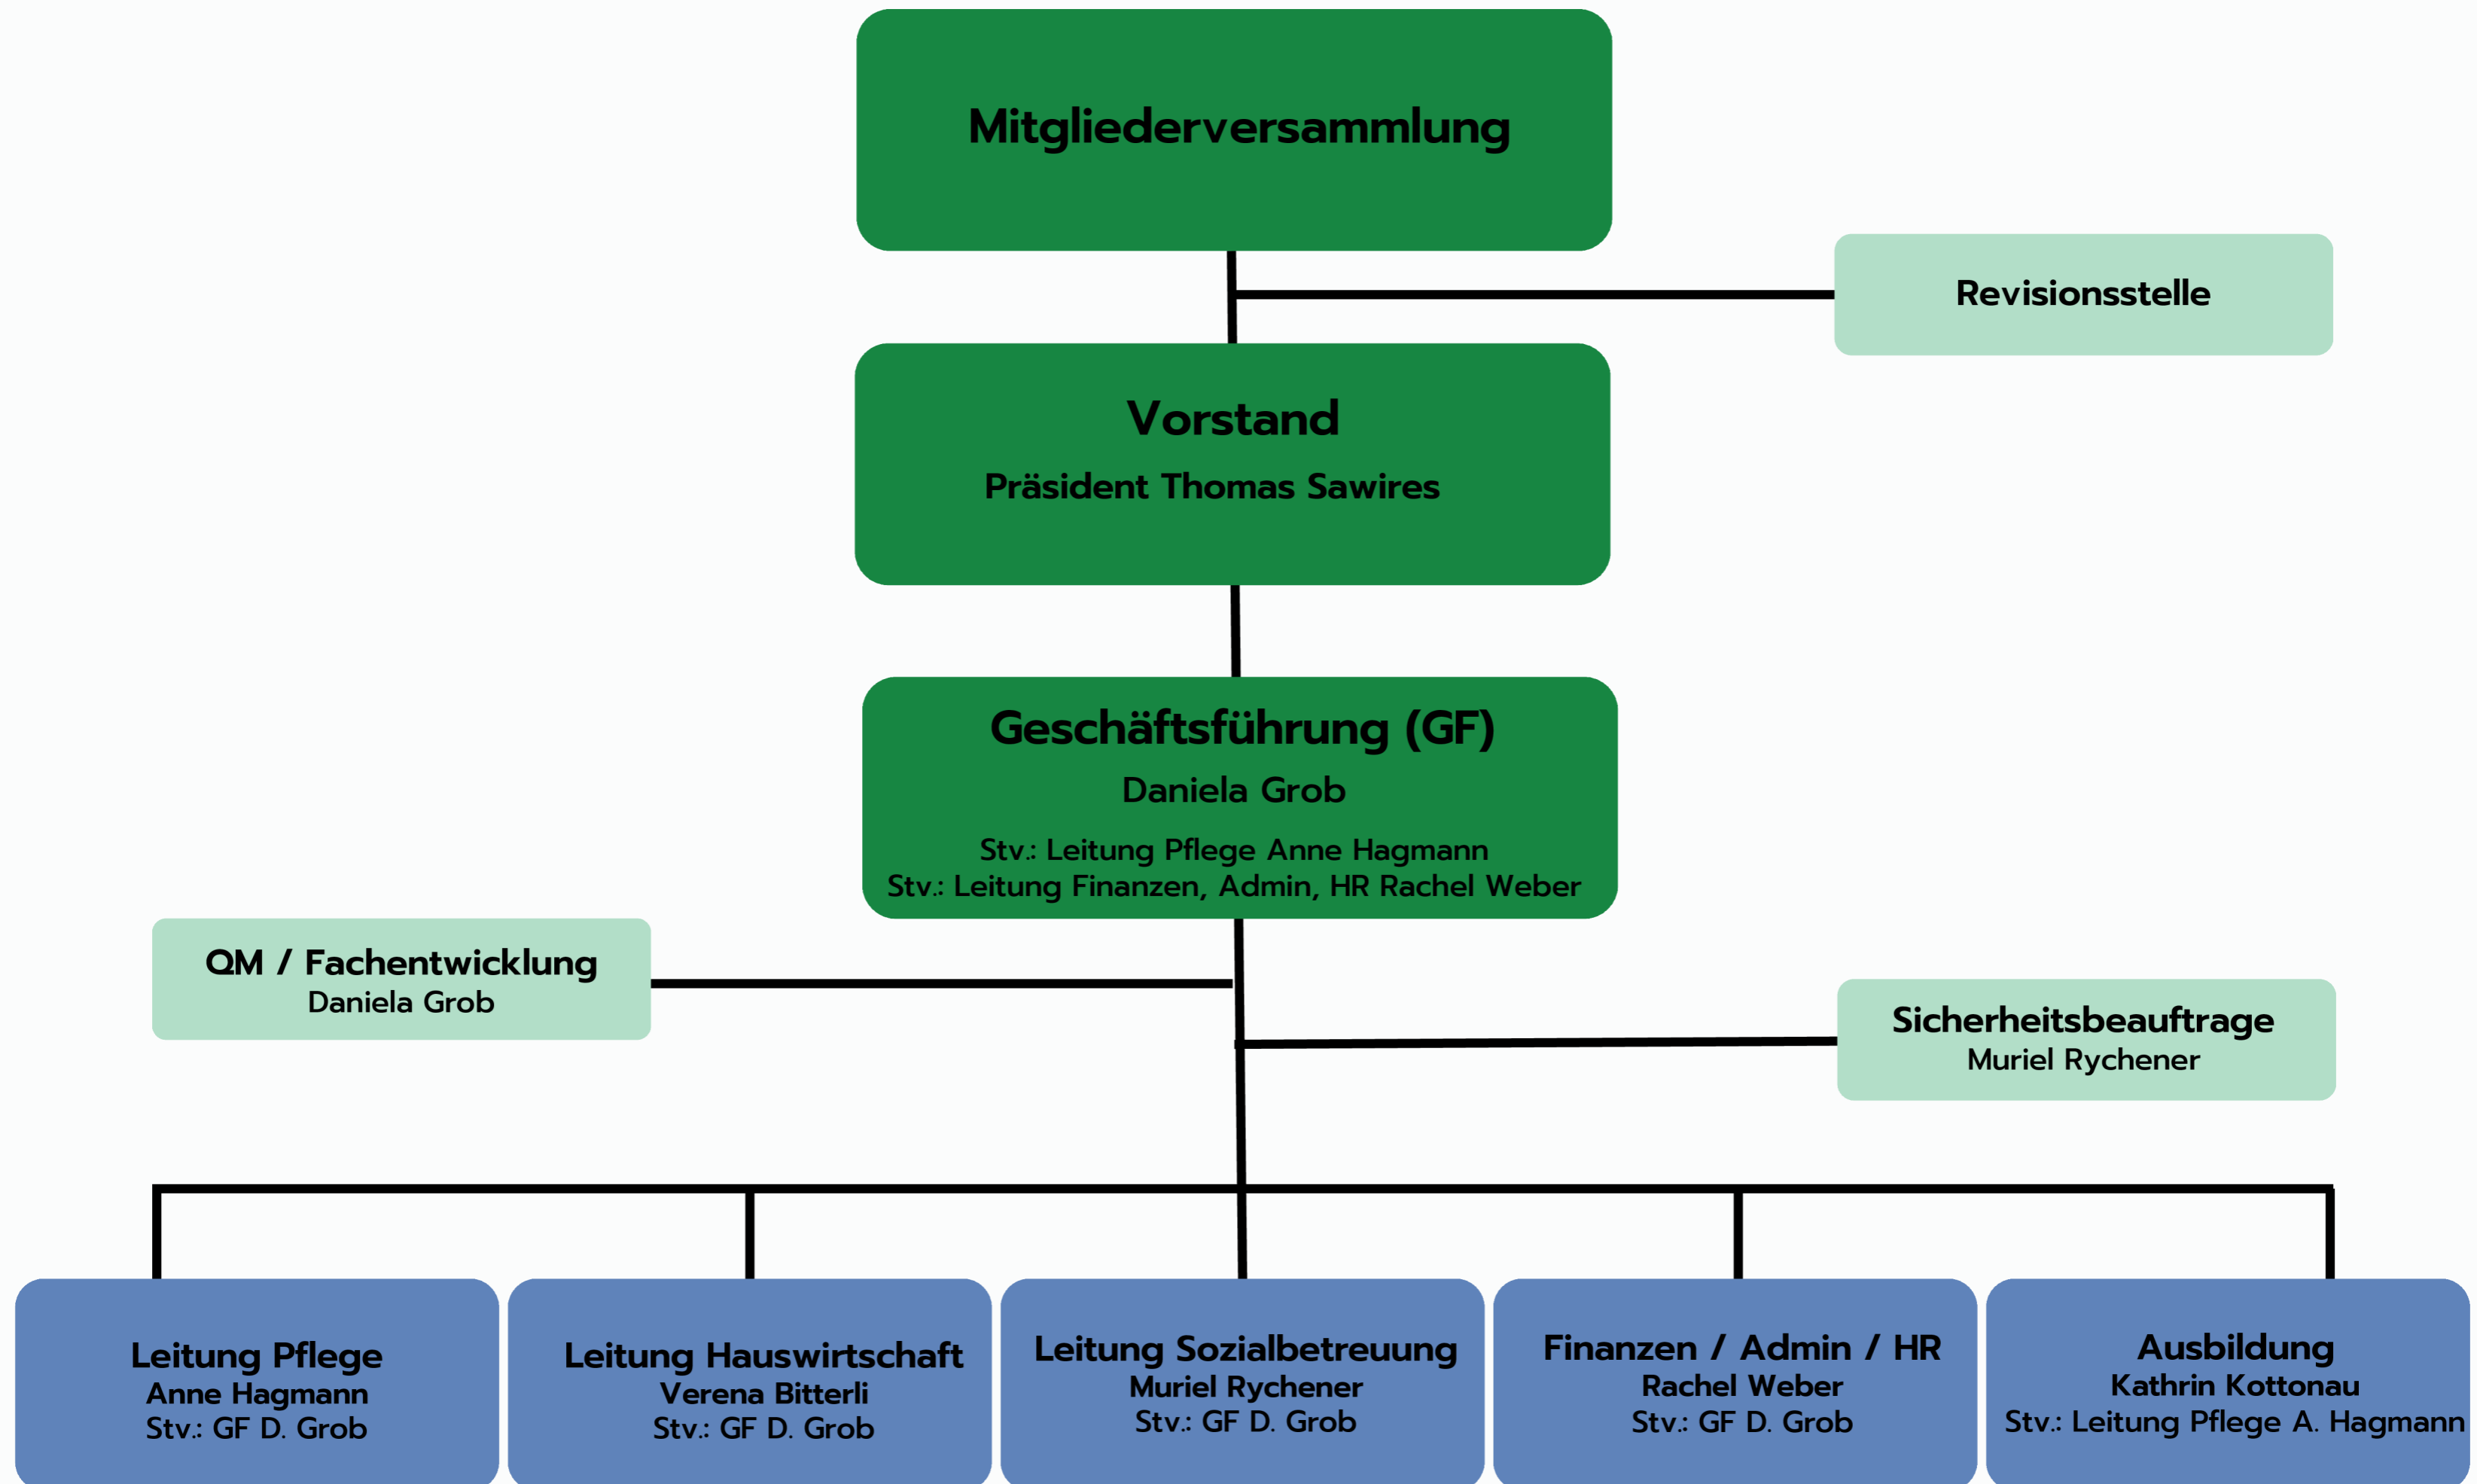 Mitgliederversammlung
Revisionsstelle
Vorstand
Präsident Thomas Sawires
Geschäftsführung (GF)
Daniela Grob
Stv.: Leitung Pflege Anne Hagmann
Stv.: Leitung Finanzen, Admin, HR Rachel Weber
QM / Fachentwicklung
Daniela Grob
Sicherheitsbeauftrage
Muriel Rychener
Leitung Pflege
Anne Hagmann
Stv.: GF D. Grob
Leitung Hauswirtschaft
Verena Bitterli
Stv.: GF D. Grob
Leitung Sozialbetreuung
Muriel Rychener
Stv.: GF D. Grob
Finanzen / Admin / HR
Rachel Weber
Stv.: GF D. Grob
Ausbildung
Kathrin Kottonau
Stv.: Leitung Pflege A. Hagmann